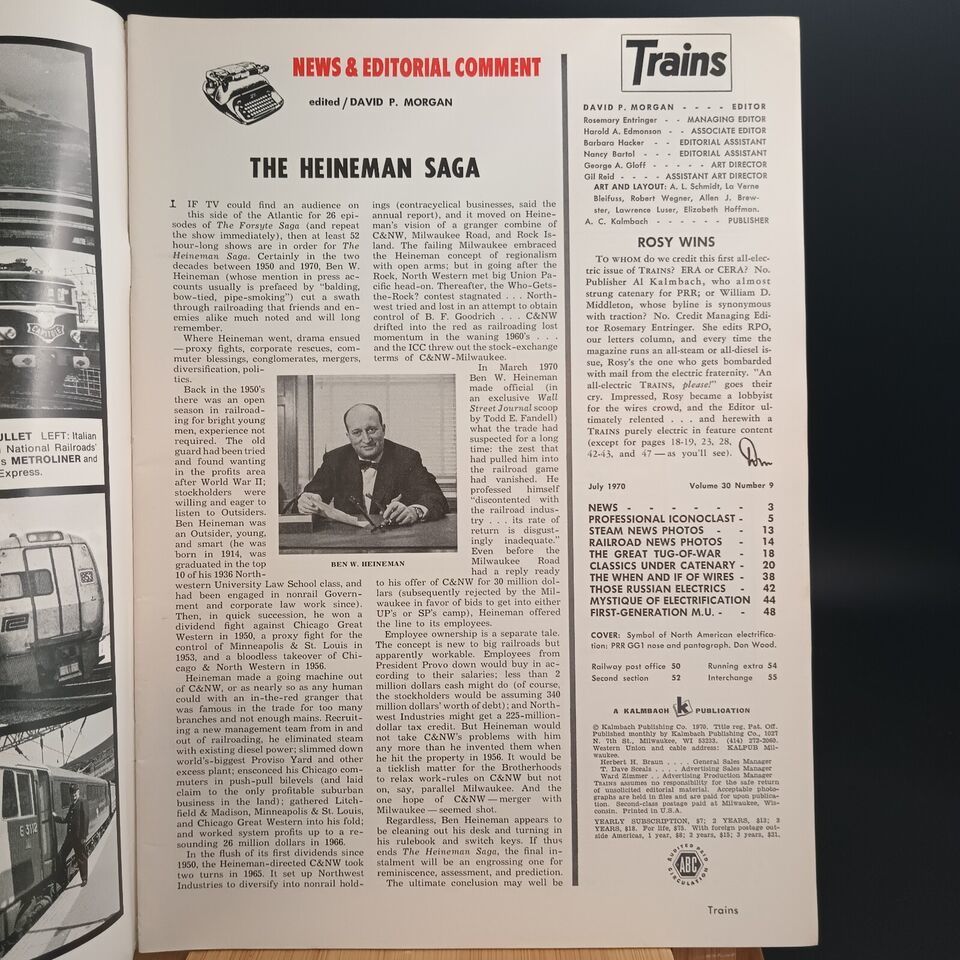 ULLET LEFT: Italian
National Railroads'
s METROLINER and
Express.
CAPITOLE
E 3112
NEWS & EDITORIAL COMMENT
edited / DAVID P. MORGAN
THE HEINEMAN SAGA
1 IF TV could find an audience on
this side of the Atlantic for 26 epi-
sodes of The Forsyte Saga (and repeat
the show immediately), then at least 52
hour-long shows are in order for The
Heineman Saga. Certainly in the two
decades between 1950 and 1970, Ben W.
Heineman (whose mention in press ac-
counts usually is prefaced by "balding,
bow-tied, pipe-smoking") cut a swath
through railroading that friends and en-
emies alike much noted and will long
remember.
Where Heineman went, drama ensued
— proxy fights, corporate rescues, com-
muter blessings, conglomerates, mergers,
diversification, poli-
tics.
Back in the 1950's
there was an open
season in railroad-
ing for bright young
men, experience not
required. The old
guard had been tried
and found wanting
in the profits area
after World War II;
stockholders were
willing and eager to
listen to Outsiders.
Ben Heineman was
an Outsider, young,
and smart (he was
born in 1914, was
graduated in the top
10 of his 1936 North-
western University Law School class, and
had been engaged in nonrail Govern-
ment and corporate law work since).
Then, in quick succession, he won a
dividend fight against Chicago Great
Western in 1950, a proxy fight for the
control of Minneapolis & St. Louis in
1953, and a bloodless takeover of Chi-
cago & North Western in 1956.
Heineman made a going machine out
of C&NW, or as nearly so as any human
could with an in-the-red granger that
was famous in the trade for too many
branches and not enough mains. Recruit-
ing a new management team from in and
out of railroading, he eliminated steam
with existing diesel power; slimmed down
world's-biggest Proviso Yard and other
excess plant; ensconced his Chicago com-
muters in push-pull bilevels (and laid
claim to the only profitable suburban
business in the land); gathered Litch-
field & Madison, Minneapolis & St. Louis,
and Chicago Great Western into his fold;
and worked system profits up to a re-
sounding 26 million dollars in 1966.
In the flush of its first dividends since
1950, the Heineman-directed C&NW took
two turns in 1965. It set up Northwest
Industries to diversify into nonrail hold-
ings (contracyclical businesses, said the
annual report), and it moved on Heine-
man's vision of a granger combine of
C&NW, Milwaukee Road, and Rock Is-
land. The failing Milwaukee embraced
the Heineman concept of regionalism
with open arms; but in going after the
Rock, North Western met big Union Pa-
cific head-on. Thereafter, the Who-Gets-
the-Rock? contest stagnated . . . North-
west tried and lost in an attempt to obtain
control of B. F. Goodrich . . . C&NW
drifted into the red as railroading lost
momentum in the waning 1960's . . .
and the ICC threw out the stock-exchange
terms of C&NW-Milwaukee.
In March 1970
Ben W. Heineman
made official (in
an exclusive Wall
Street Journal scoop
by Todd E. Fandell)
what the trade had
suspected for a long
time: the zest that
had pulled him into
the railroad game
had vanished. He
professed himself
"discontented with
the railroad indus-
try . . . its rate of
return is disgust-
ingly inadequate."
Even before the
Milwaukee Road
had a reply ready
to his offer of C&NW for 30 million dol-
lars (subsequently rejected by the Mil-
waukee in favor of bids to get into either
UP's or SP's camp), Heineman offered
the line to its employees.
Employee ownership is a separate tale.
The concept is new to big railroads but
apparently workable. Employees from
President Provo down would buy in ac-
cording to their salaries; less than 2
million dollars cash might do (of course,
the stockholders would be assuming 340
million dollars' worth of debt); and North-
west Industries might get a 225-million-
dollar tax credit. But Heineman would
not take C&NW's problems with him
any more than he invented them when
he hit the property in 1956. It would be
a ticklish matter for the Brotherhoods
to relax work-rules on C&NW but not
on, say, parallel Milwaukee. And the
one hope of C&NW — merger with
Milwaukee — seemed shot.
Regardless, Ben Heineman appears to
be cleaning out his desk and turning in
his rulebook and switch keys. If thus
ends The Heineman Saga, the final in-
stalment will be an engrossing one for
reminiscence, assessment, and prediction.
The ultimate conclusion may well be
BEN W. HEINEMAN
Trains
DAVID P. MORGAN - - - - EDITOR
Rosemary Entringer - - MANAGING EDITOR
Harold A. Edmonson - - ASSOCIATE EDITOR
Barbara Hacker - - EDITORIAL ASSISTANT
Nancy Bartol - - - EDITORIAL ASSISTANT
George A. Gloff - - - - - ART DIRECTOR
Gil Reid - - - - ASSISTANT ART DIRECTOR
ART AND LAYOUT: A. L. Schmidt, La Verne
Bleifuss, Robert Wegner, Allen J. Brew-
ster, Lawrence Luser, Elizabeth Hoffman.
A. C. Kalmbach - - - - - - PUBLISHER
ROSY WINS
TO WHOM do we credit this first all-elec-
tric issue of TRAINS? ERA or CERA? No.
Publisher Al Kalmbach, who almost
strung catenary for PRR; or William D.
Middleton, whose byline is synonymous
with traction? No. Credit Managing Edi-
tor Rosemary Entringer. She edits RPO,
our letters column, and every time the
magazine runs an all-steam or all-diesel is-
sue, Rosy's the one who gets bombarded
with mail from the electric fraternity. "An
all-electric TRAINS, please!" goes their
cry. Impressed, Rosy became a lobbyist
for the wires crowd, and the Editor ul-
timately relented . . . and herewith a
TRAINS purely electric in feature content
(except for pages 18-19, 23, 28,
42-43, and 47 — as you'll see).
July 1970 Volume 30 Number 9
NEWS - - - - - - 3
PROFESSIONAL ICONOCLAST - 5
STEAM NEWS PHOTOS - - 13
RAILROAD NEWS PHOTOS - 14
THE GREAT TUG-OF-WAR - 18
CLASSICS UNDER CATENARY - 20
THE WHEN AND IF OF WIRES - 38
THOSE RUSSIAN ELECTRICS - 42
MYSTIQUE OF ELECTRIFICATION 44
FIRST-GENERATION M.U. - - 48
COVER: Symbol of North American electrifica-
tion: PRR GG1 nose and pantograph. Don Wood.
Railway post office 50 Running extra 54
Second section 52 Interchange 55
A KALMBACH k PUBLICATION
© Kalmbach Publishing Co. 1970. Title reg. Pat. Off.
Published monthly by Kalmbach Publishing Co., 1027
N. 7th St., Milwaukee, WI 53233. (414) 272-2060.
Western Union and cable address: KALPUB Mil-
waukee.
Herbert H. Braun . . . . General Sales Manager
T. Dave Sceals . . . Advertising Sales Manager
Ward Zimmer . . Advertising Production Manager
TRAINS assumes no responsibility for the safe return
of unsolicited editorial material. Acceptable photo-
graphs are held in files and are paid for upon publica-
tion. Second-class postage paid at Milwaukee, Wis-
consin. Printed in U.S.A.
YEARLY SUBSCRIPTION, $7; 2 YEARS, $13; 3
YEARS, $18. For life, $75. With foreign postage out-
side Americas, 1 year, $8; 2 years, $15; 3 years, $21.
AUDITED PAID
ABC
CIRCULATION
Trains